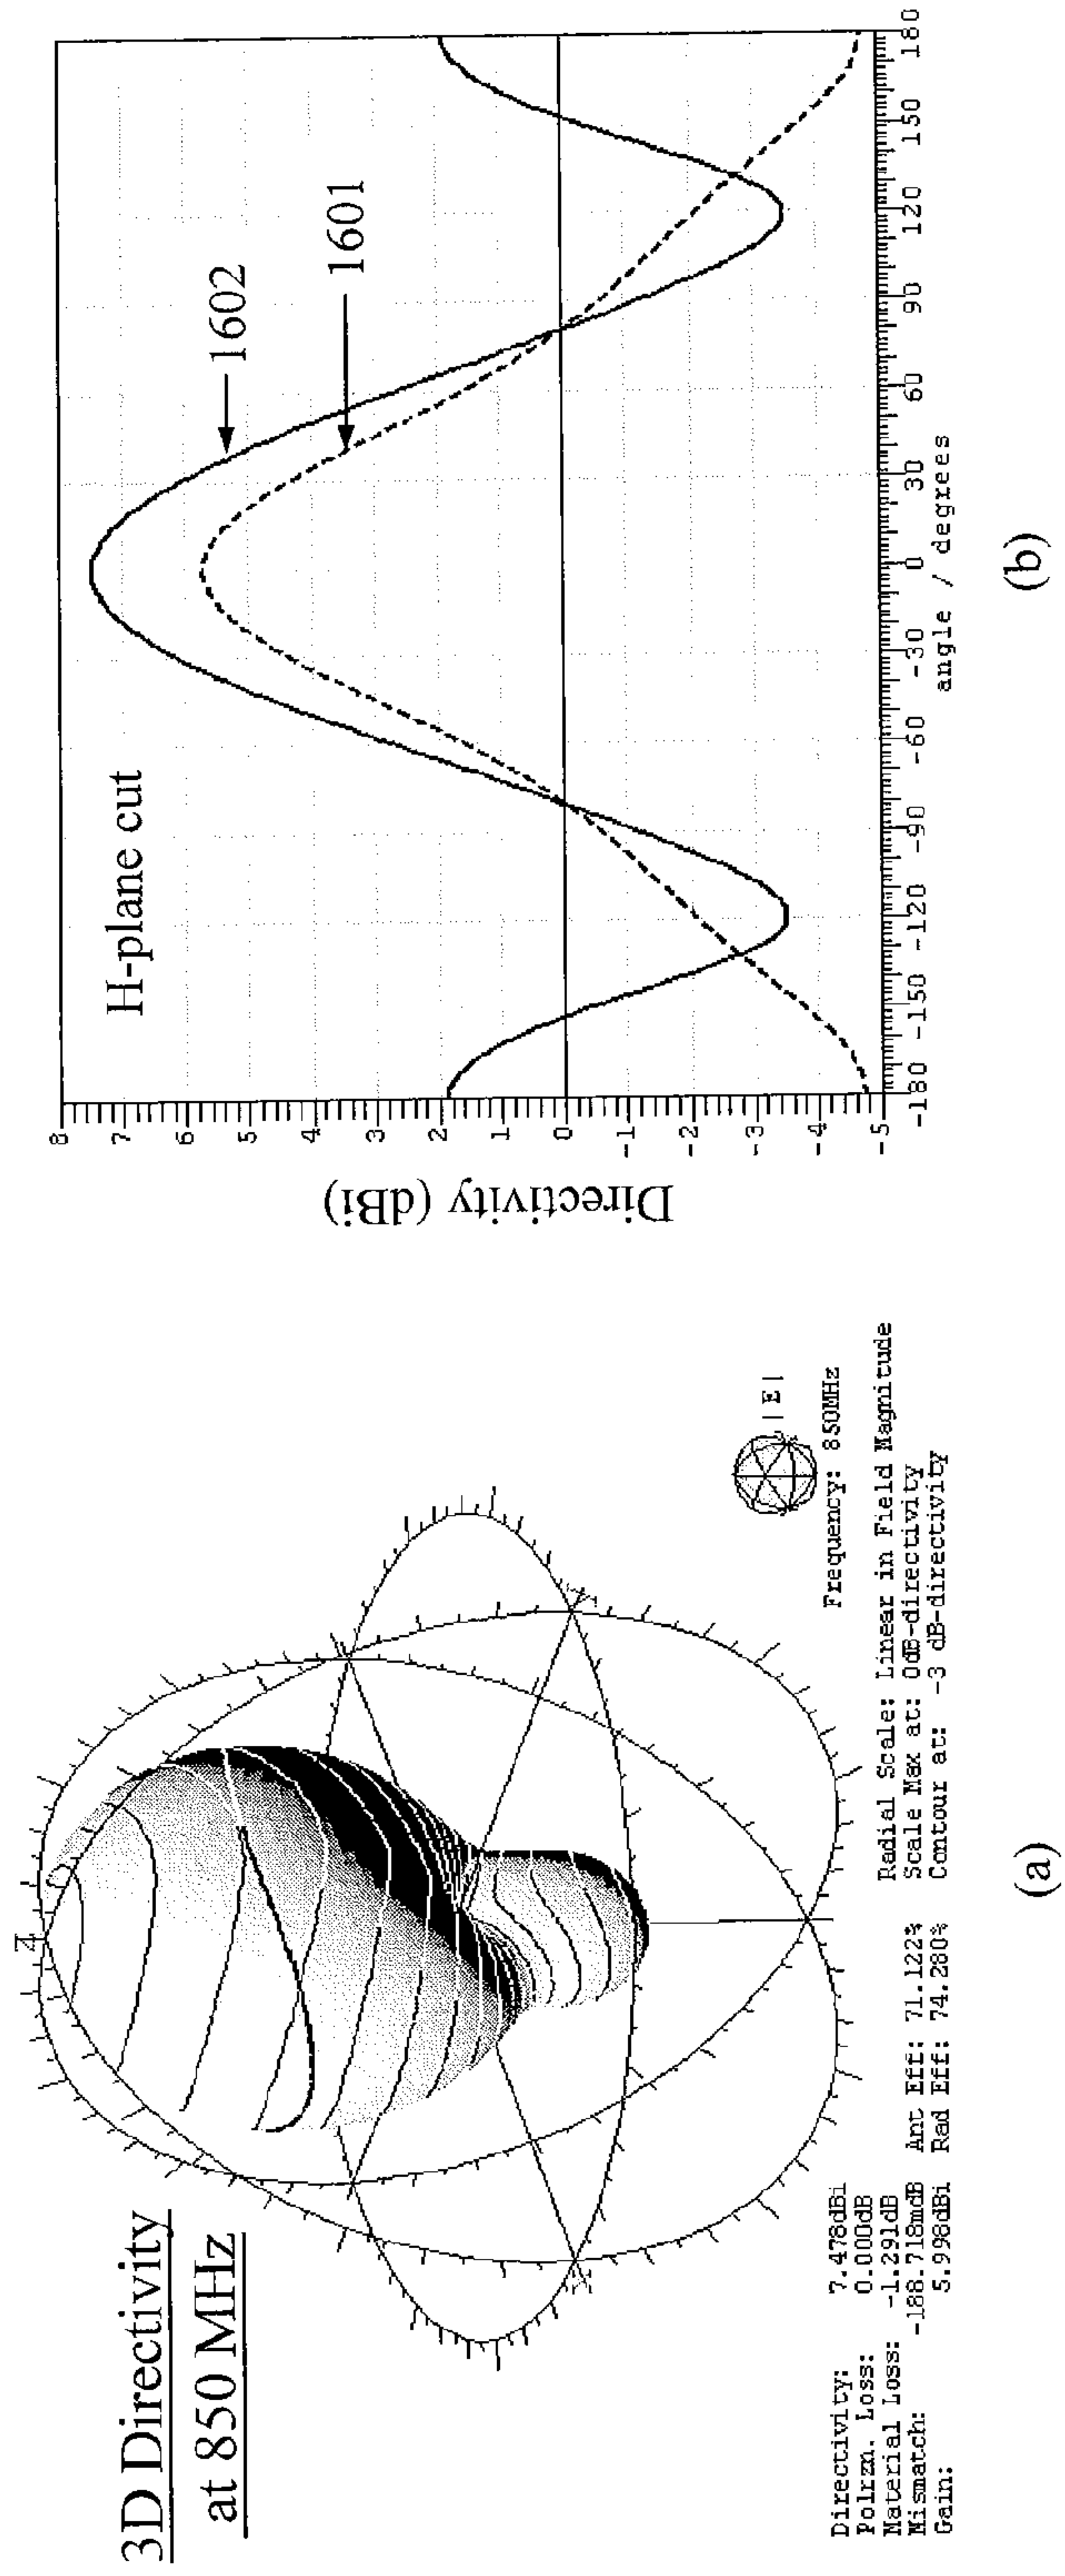 3D Directivity
at 850 MHz
Z
|E|
Frequency: 850MHz
Directivity: 7.478dBi
Polrzn. Loss: 0.000dB
Material Loss: -1.291dB
Mismatch: -188.718mdB Ant Eff: 71.122% Radial Scale: Linear in Field Magnitude
Gain: 5.998dBi Rad Eff: 74.280% Scale Max at: 0dB-directivity
Contour at: -3 dB-directivity
(a)
H-plane cut
1602
1601
Directivity (dBi)
8
7
6
5
4
3
2
1
0
-1
-2
-3
-4
-5
-180 -150 -120 -90 -60 -30 0 30 60 90 120 150 180
angle / degrees
(b)